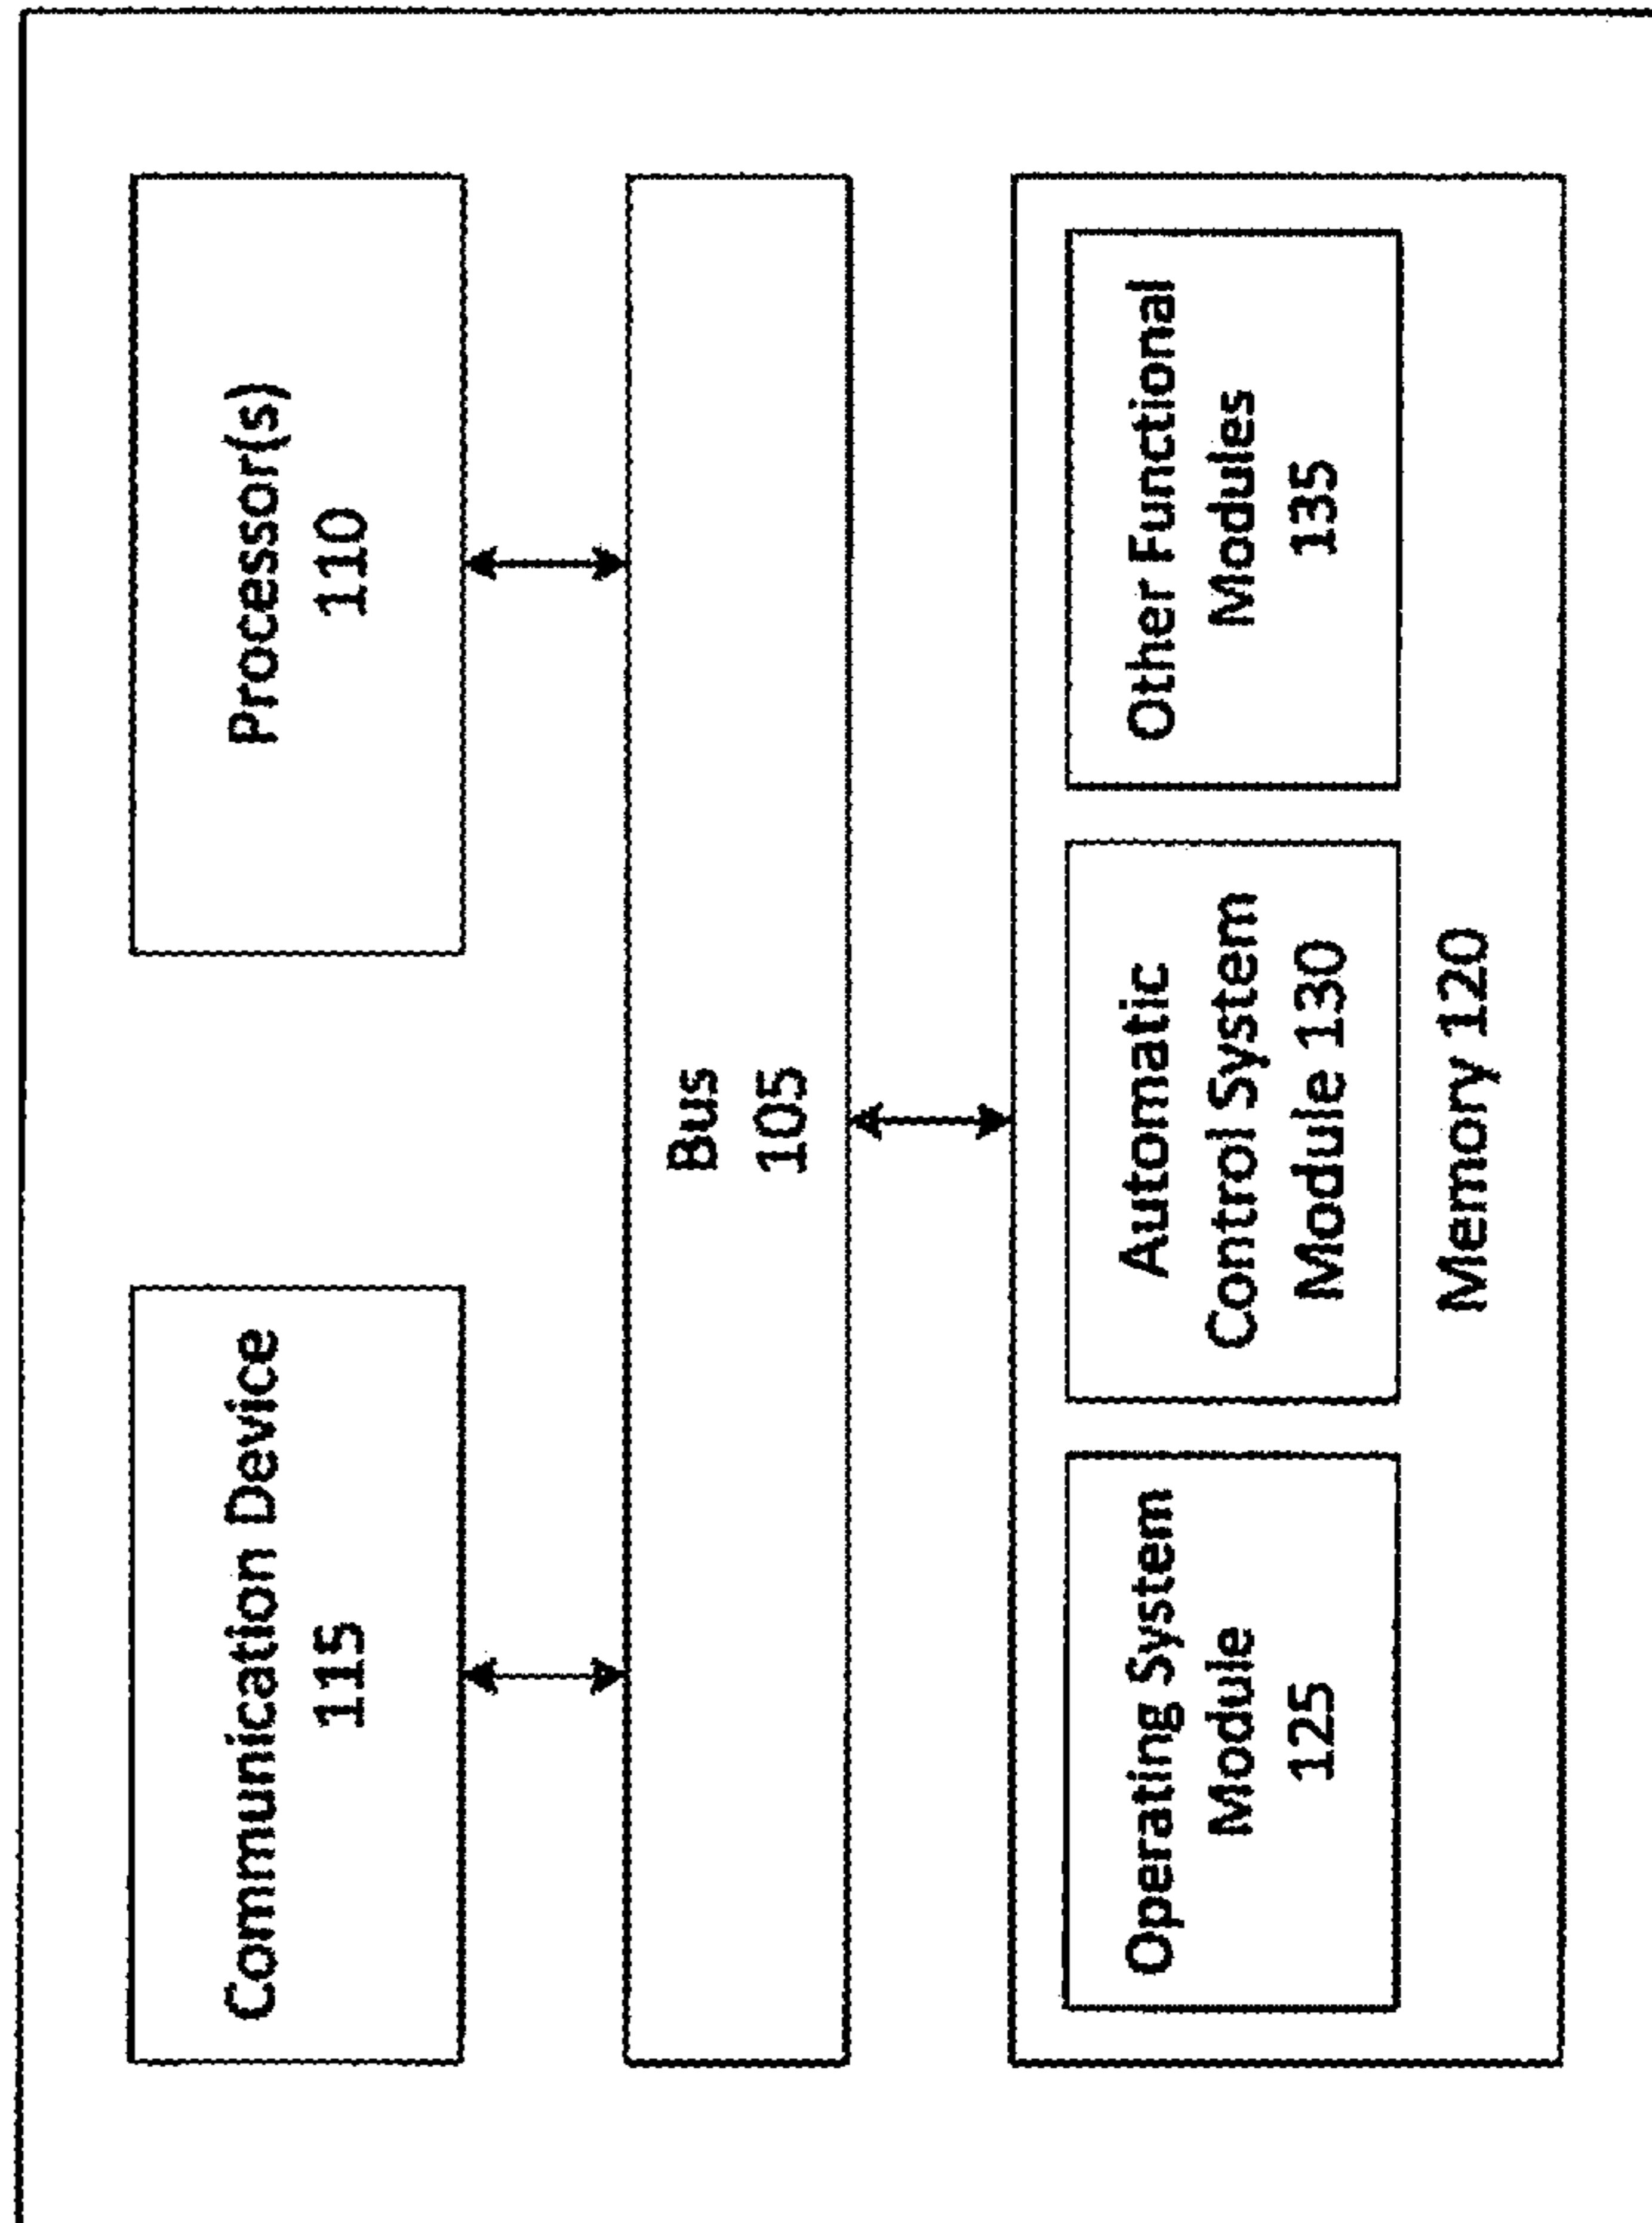 Communication Device
115
Processor(s)
110
Bus
105
Operating System
Module
125
Automatic
Control System
Module 130
Other Functional
Modules
135
Memory 120